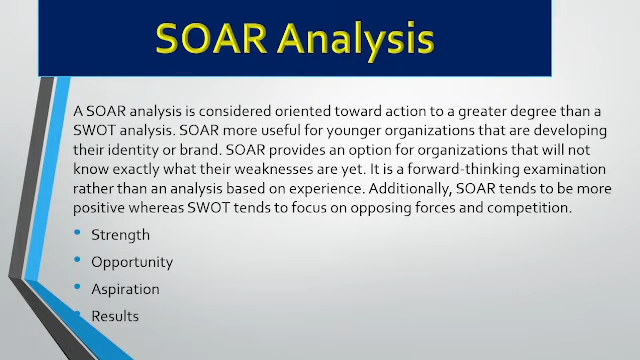 SOAR Analysis
A SOAR analysis is considered oriented toward action to a greater degree than a
SWOT analysis. SOAR more useful for younger organizations that are developing
their identity or brand. SOAR provides an option for organizations that will not
know exactly what their weaknesses are yet. It is a forward-thinking examination
rather than an analysis based on experience. Additionally, SOAR tends to be more
positive whereas SWOT tends to focus on opposing forces and competition.
• Strength
• Opportunity
• Aspiration
• Results